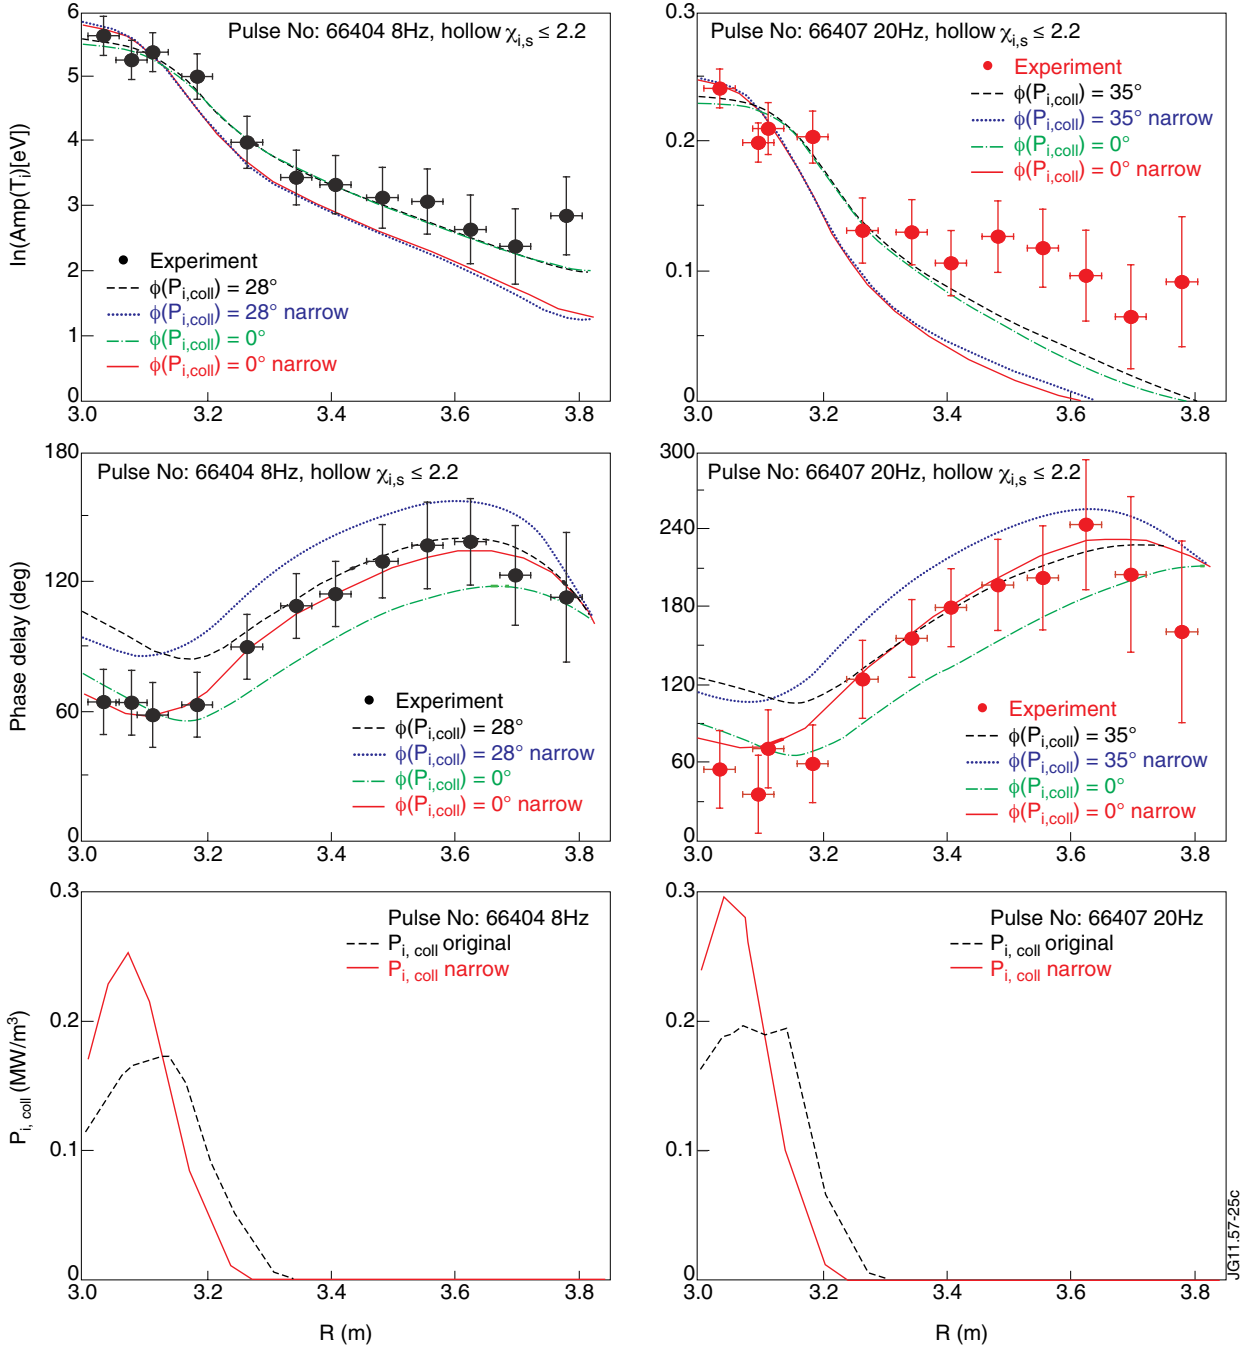 Pulse No: 66404 8Hz, hollow χi,s ≤ 2.2
ln(Amp(Ti)[eV])
6
5
4
3
2
1
0
Experiment
ϕ(Pi,coll) = 28°
ϕ(Pi,coll) = 28° narrow
ϕ(Pi,coll) = 0°
ϕ(Pi,coll) = 0° narrow
3.0 3.2 3.4 3.6 3.8
Pulse No: 66407 20Hz, hollow χi,s ≤ 2.2
0.3
0.2
0.1
0
Experiment
ϕ(Pi,coll) = 35°
ϕ(Pi,coll) = 35° narrow
ϕ(Pi,coll) = 0°
ϕ(Pi,coll) = 0° narrow
3.0 3.2 3.4 3.6 3.8
Pulse No: 66404 8Hz, hollow χi,s ≤ 2.2
Phase delay (deg)
180
120
60
0
Experiment
ϕ(Pi,coll) = 28°
ϕ(Pi,coll) = 28° narrow
ϕ(Pi,coll) = 0°
ϕ(Pi,coll) = 0° narrow
3.0 3.2 3.4 3.6 3.8
Pulse No: 66407 20Hz, hollow χi,s ≤ 2.2
300
240
180
120
60
0
Experiment
ϕ(Pi,coll) = 35°
ϕ(Pi,coll) = 35° narrow
ϕ(Pi,coll) = 0°
ϕ(Pi,coll) = 0° narrow
3.0 3.2 3.4 3.6 3.8
Pulse No: 66404 8Hz
Pi, coll original
Pi, coll narrow
Pi, coll (MW/m³)
0.3
0.2
0.1
0
3.0 3.2 3.4 3.6 3.8
R (m)
Pulse No: 66407 20Hz
Pi, coll original
Pi, coll narrow
0.3
0.2
0.1
0
3.0 3.2 3.4 3.6 3.8
R (m)
JG11.57-25c